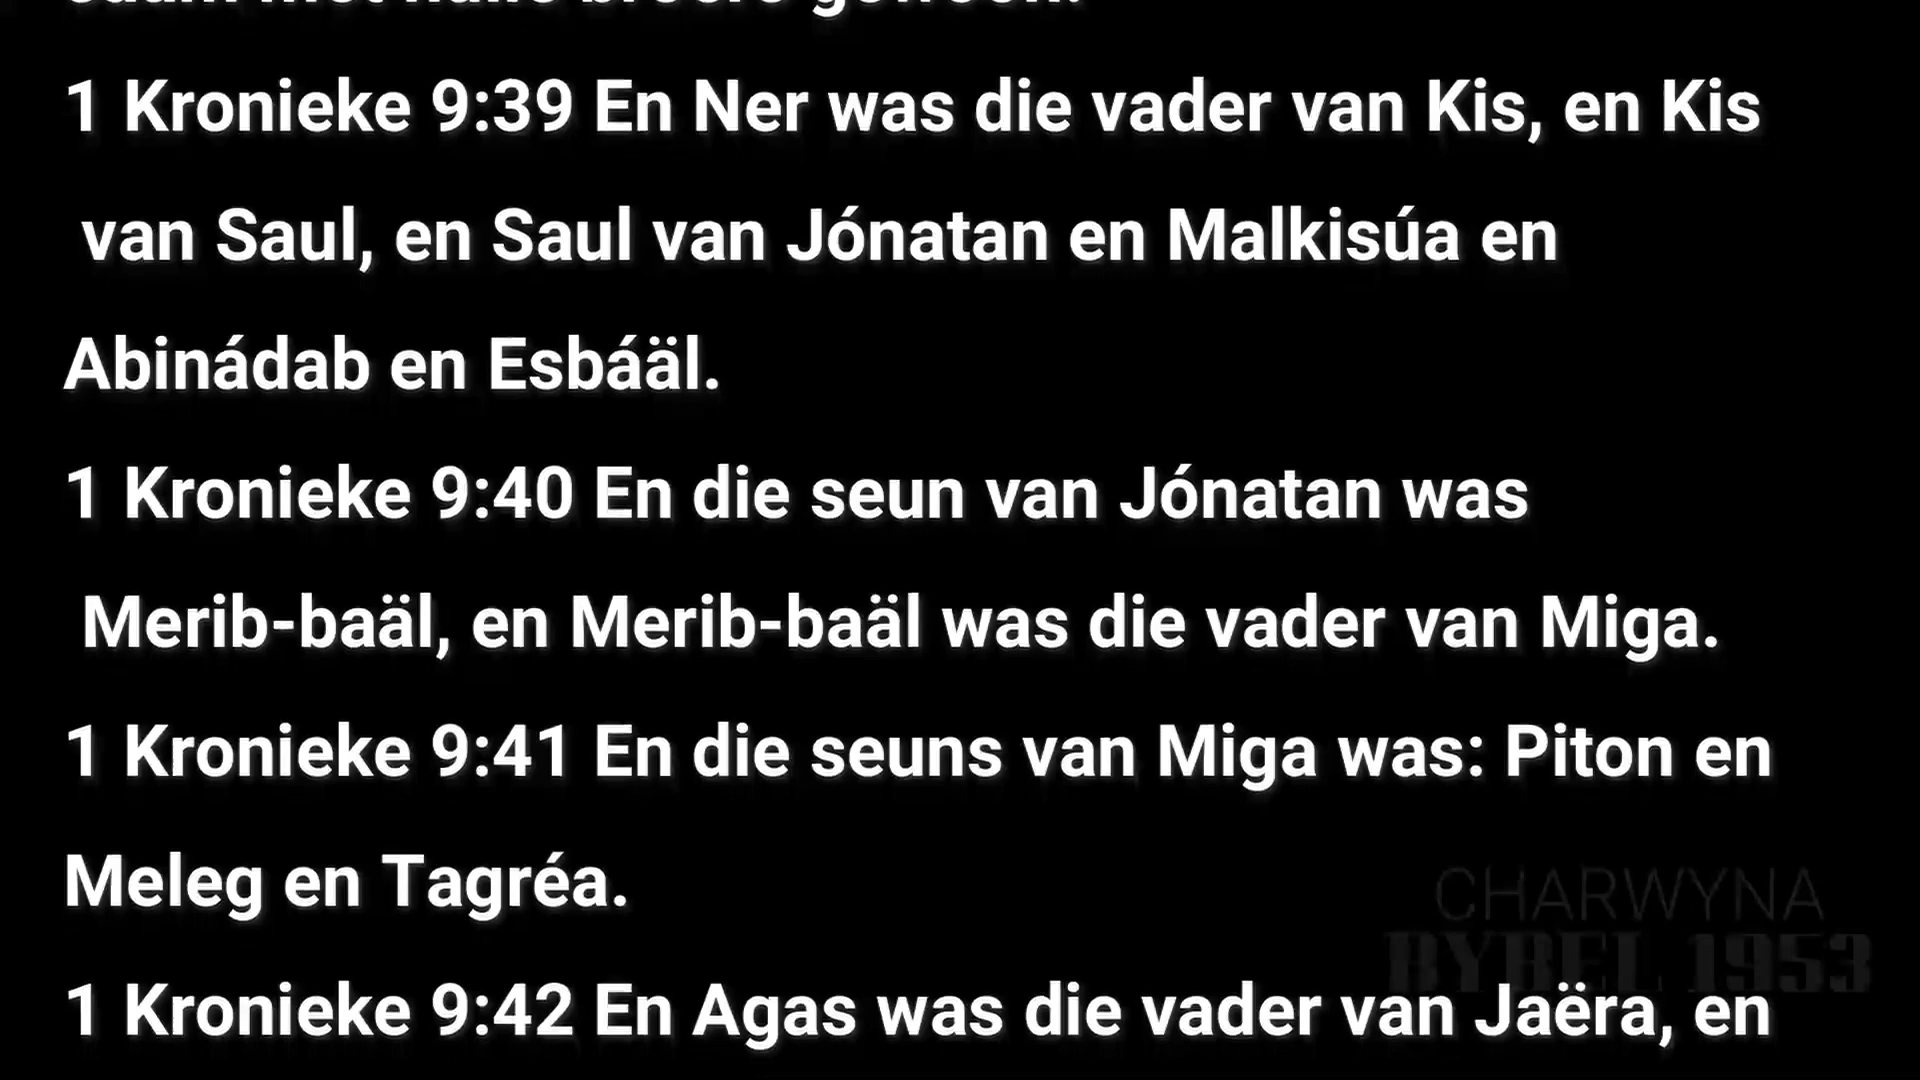 1 Kronieke 9:39 En Ner was die vader van Kis, en Kis
van Saul, en Saul van Jónatan en Malkisúa en
Abinádab en Esbáäl.
1 Kronieke 9:40 En die seun van Jónatan was
Merib-baäl, en Merib-baäl was die vader van Miga.
1 Kronieke 9:41 En die seuns van Miga was: Piton en
Meleg en Tagréa.
1 Kronieke 9:42 En Agas was die vader van Jaëra, en
CHARWYNA
BYBEL 1953